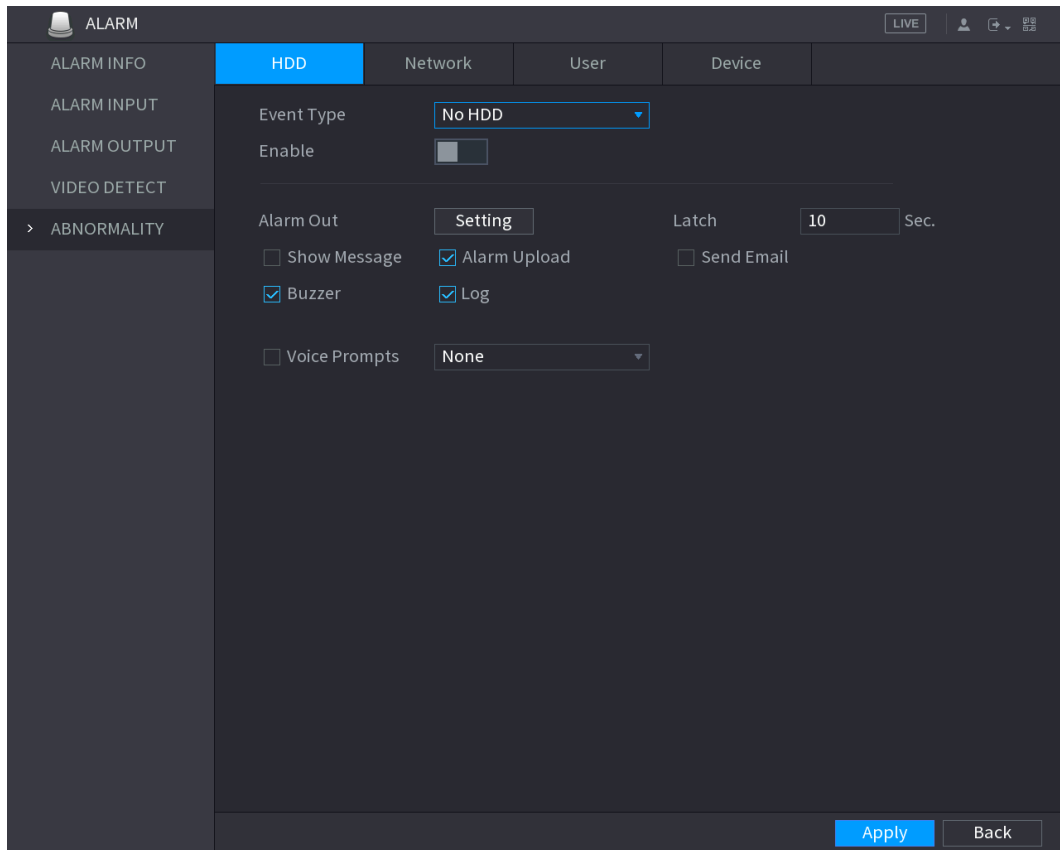 ALARM
LIVE
ALARM INFO
ALARM INPUT
ALARM OUTPUT
VIDEO DETECT
ABNORMALITY
HDD Network User Device
Event Type No HDD
Enable
Alarm Out Setting Latch 10 Sec.
Show Message Alarm Upload Send Email
Buzzer Log
Voice Prompts None
Apply Back